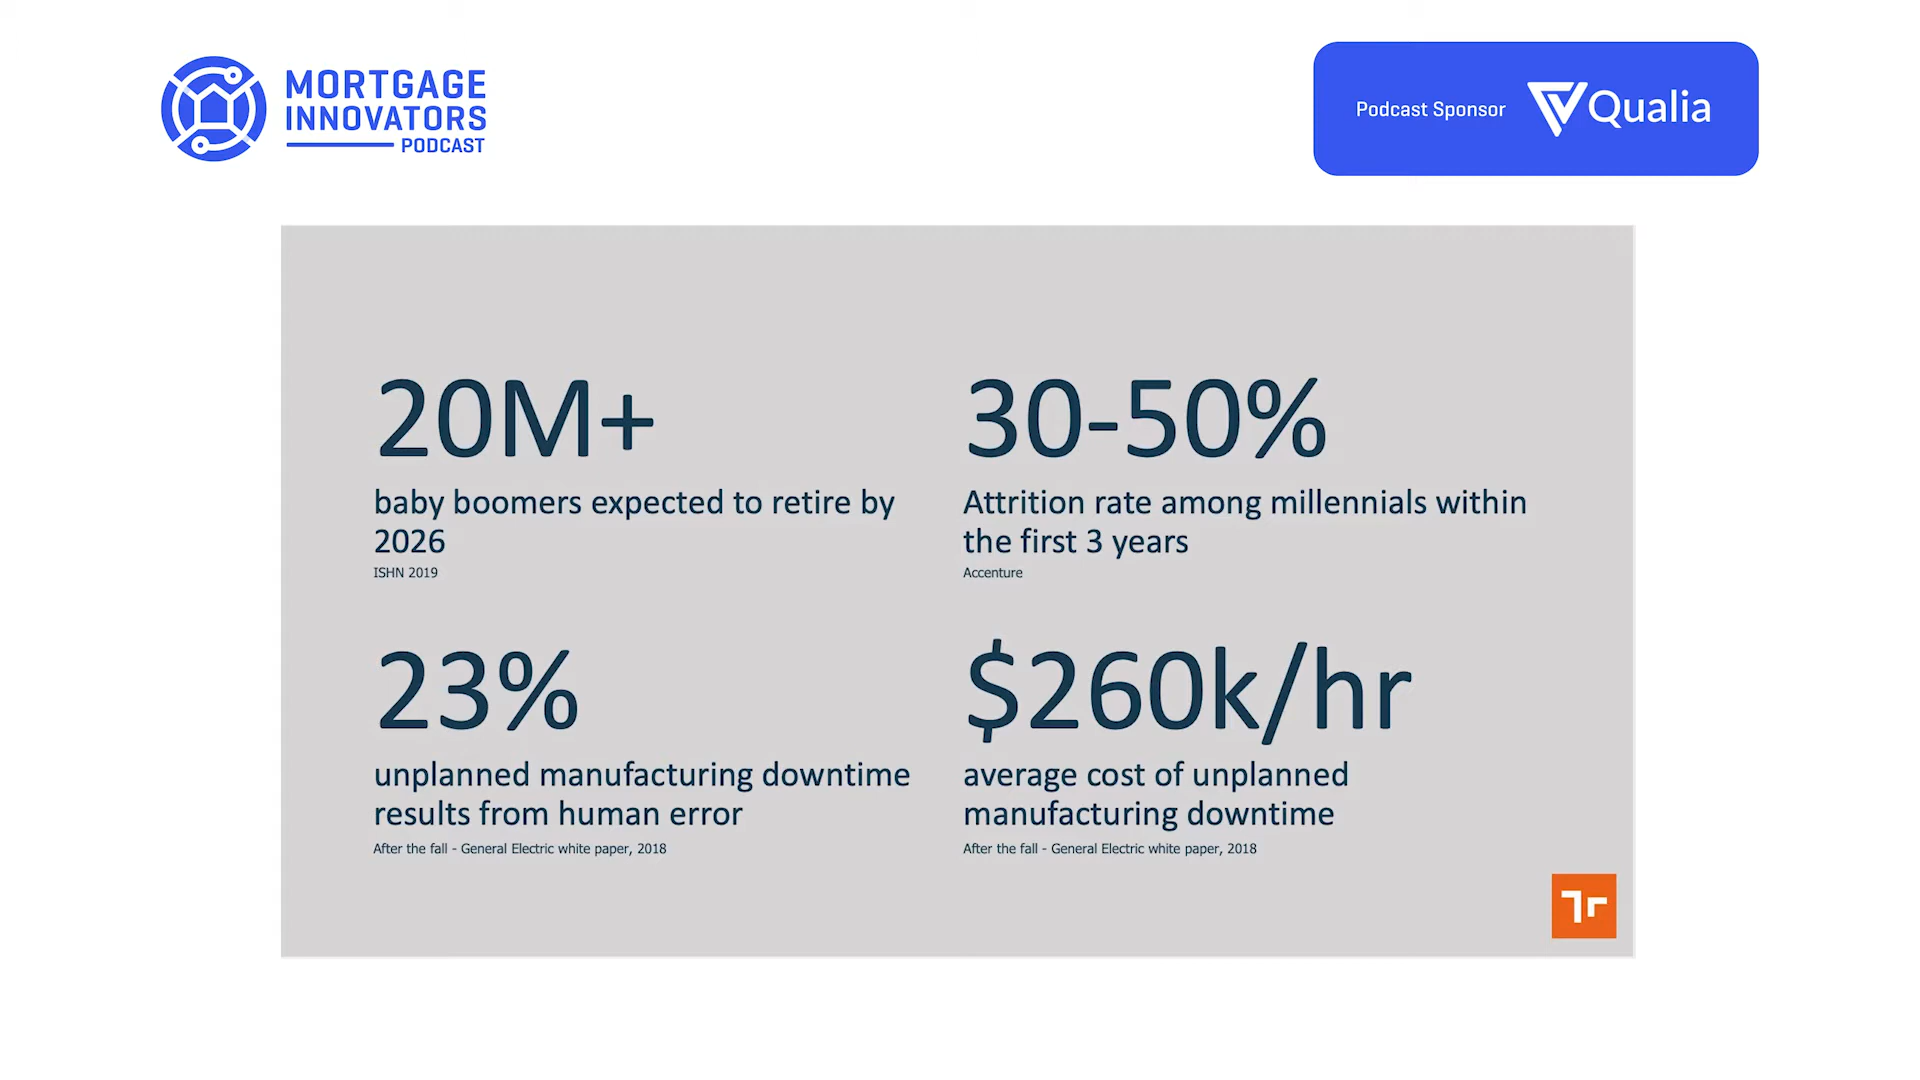 MORTGAGE
INNOVATORS
PODCAST
Podcast Sponsor Qualia
20M+
baby boomers expected to retire by
2026
ISHN 2019
30-50%
Attrition rate among millennials within
the first 3 years
Accenture
23%
unplanned manufacturing downtime
results from human error
After the fall - General Electric white paper, 2018
$260k/hr
average cost of unplanned
manufacturing downtime
After the fall - General Electric white paper, 2018